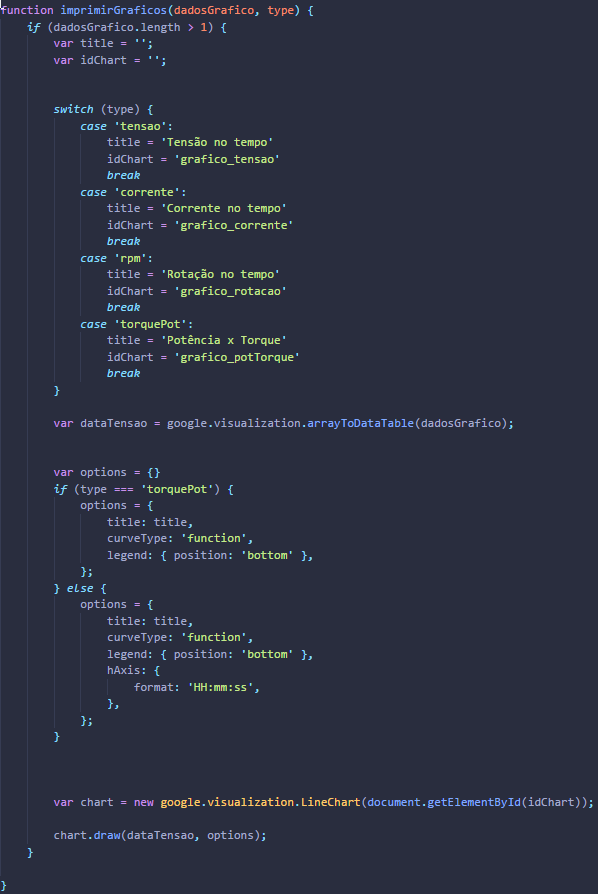 function imprimirGraficos(dadosGrafico, type) {
    if (dadosGrafico.length > 1) {
        var title = '';
        var idChart = '';
        switch (type) {
            case 'tensao':
                title = 'Tensão no tempo'
                idChart = 'grafico_tensao'
                break
            case 'corrente':
                title = 'Corrente no tempo'
                idChart = 'grafico_corrente'
                break
            case 'rpm':
                title = 'Rotação no tempo'
                idChart = 'grafico_rotacao'
                break
            case 'torquePot':
                title = 'Potência x Torque'
                idChart = 'grafico_potTorque'
                break
        }
        var dataTensao = google.visualization.arrayToDataTable(dadosGrafico);
        var options = {}
        if (type === 'torquePot') {
            options = {
                title: title,
                curveType: 'function',
                legend: { position: 'bottom' },
            };
        } else {
            options = {
                title: title,
                curveType: 'function',
                legend: { position: 'bottom' },
                hAxis: {
                    format: 'HH:mm:ss',
                },
            };
        }
        var chart = new google.visualization.LineChart(document.getElementById(idChart));
        chart.draw(dataTensao, options);
    }
}